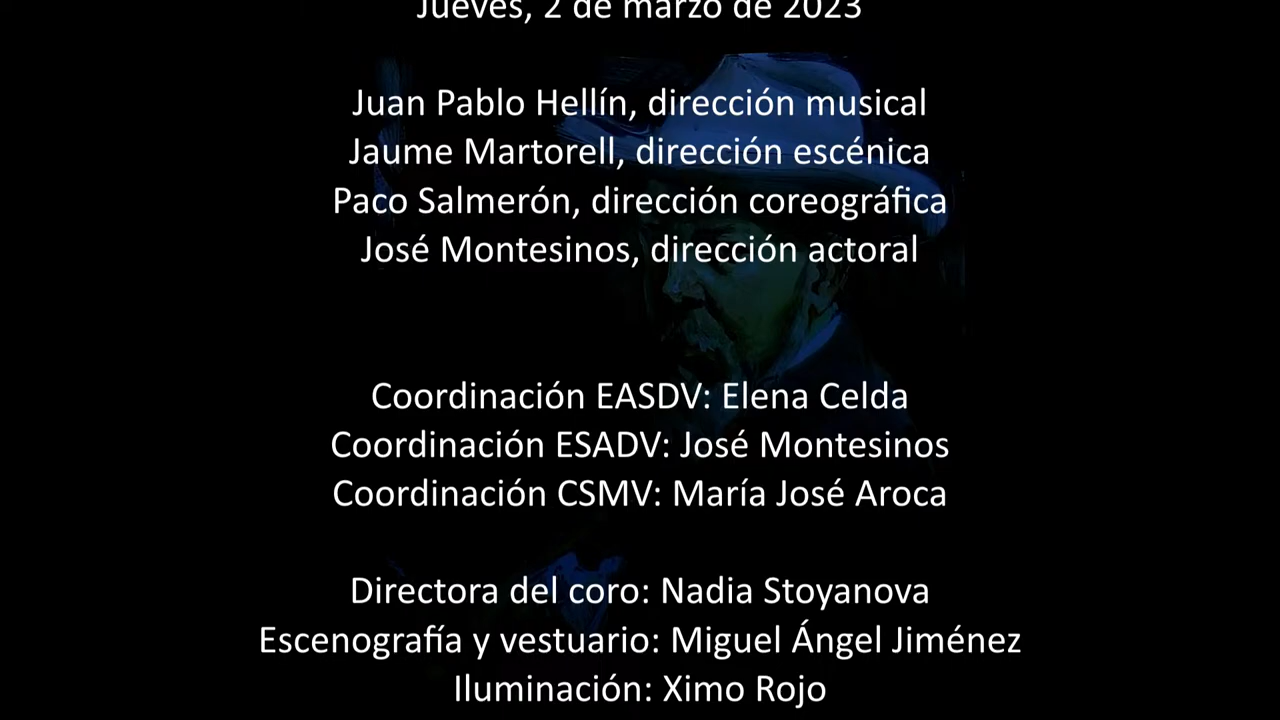 Jueves, 2 de marzo de 2023
Juan Pablo Hellín, dirección musical
Jaume Martorell, dirección escénica
Paco Salmerón, dirección coreográfica
José Montesinos, dirección actoral
Coordinación EASDV: Elena Celda
Coordinación ESADV: José Montesinos
Coordinación CSMV: María José Aroca
Directora del coro: Nadia Stoyanova
Escenografía y vestuario: Miguel Ángel Jiménez
Iluminación: Ximo Rojo